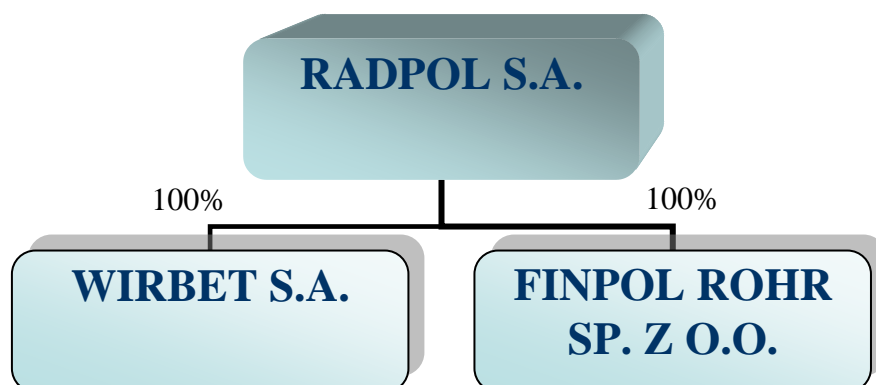 RADPOL S.A.
100%
100%
WIRBET S.A.
FINPOL ROHR
SP. Z O.O.